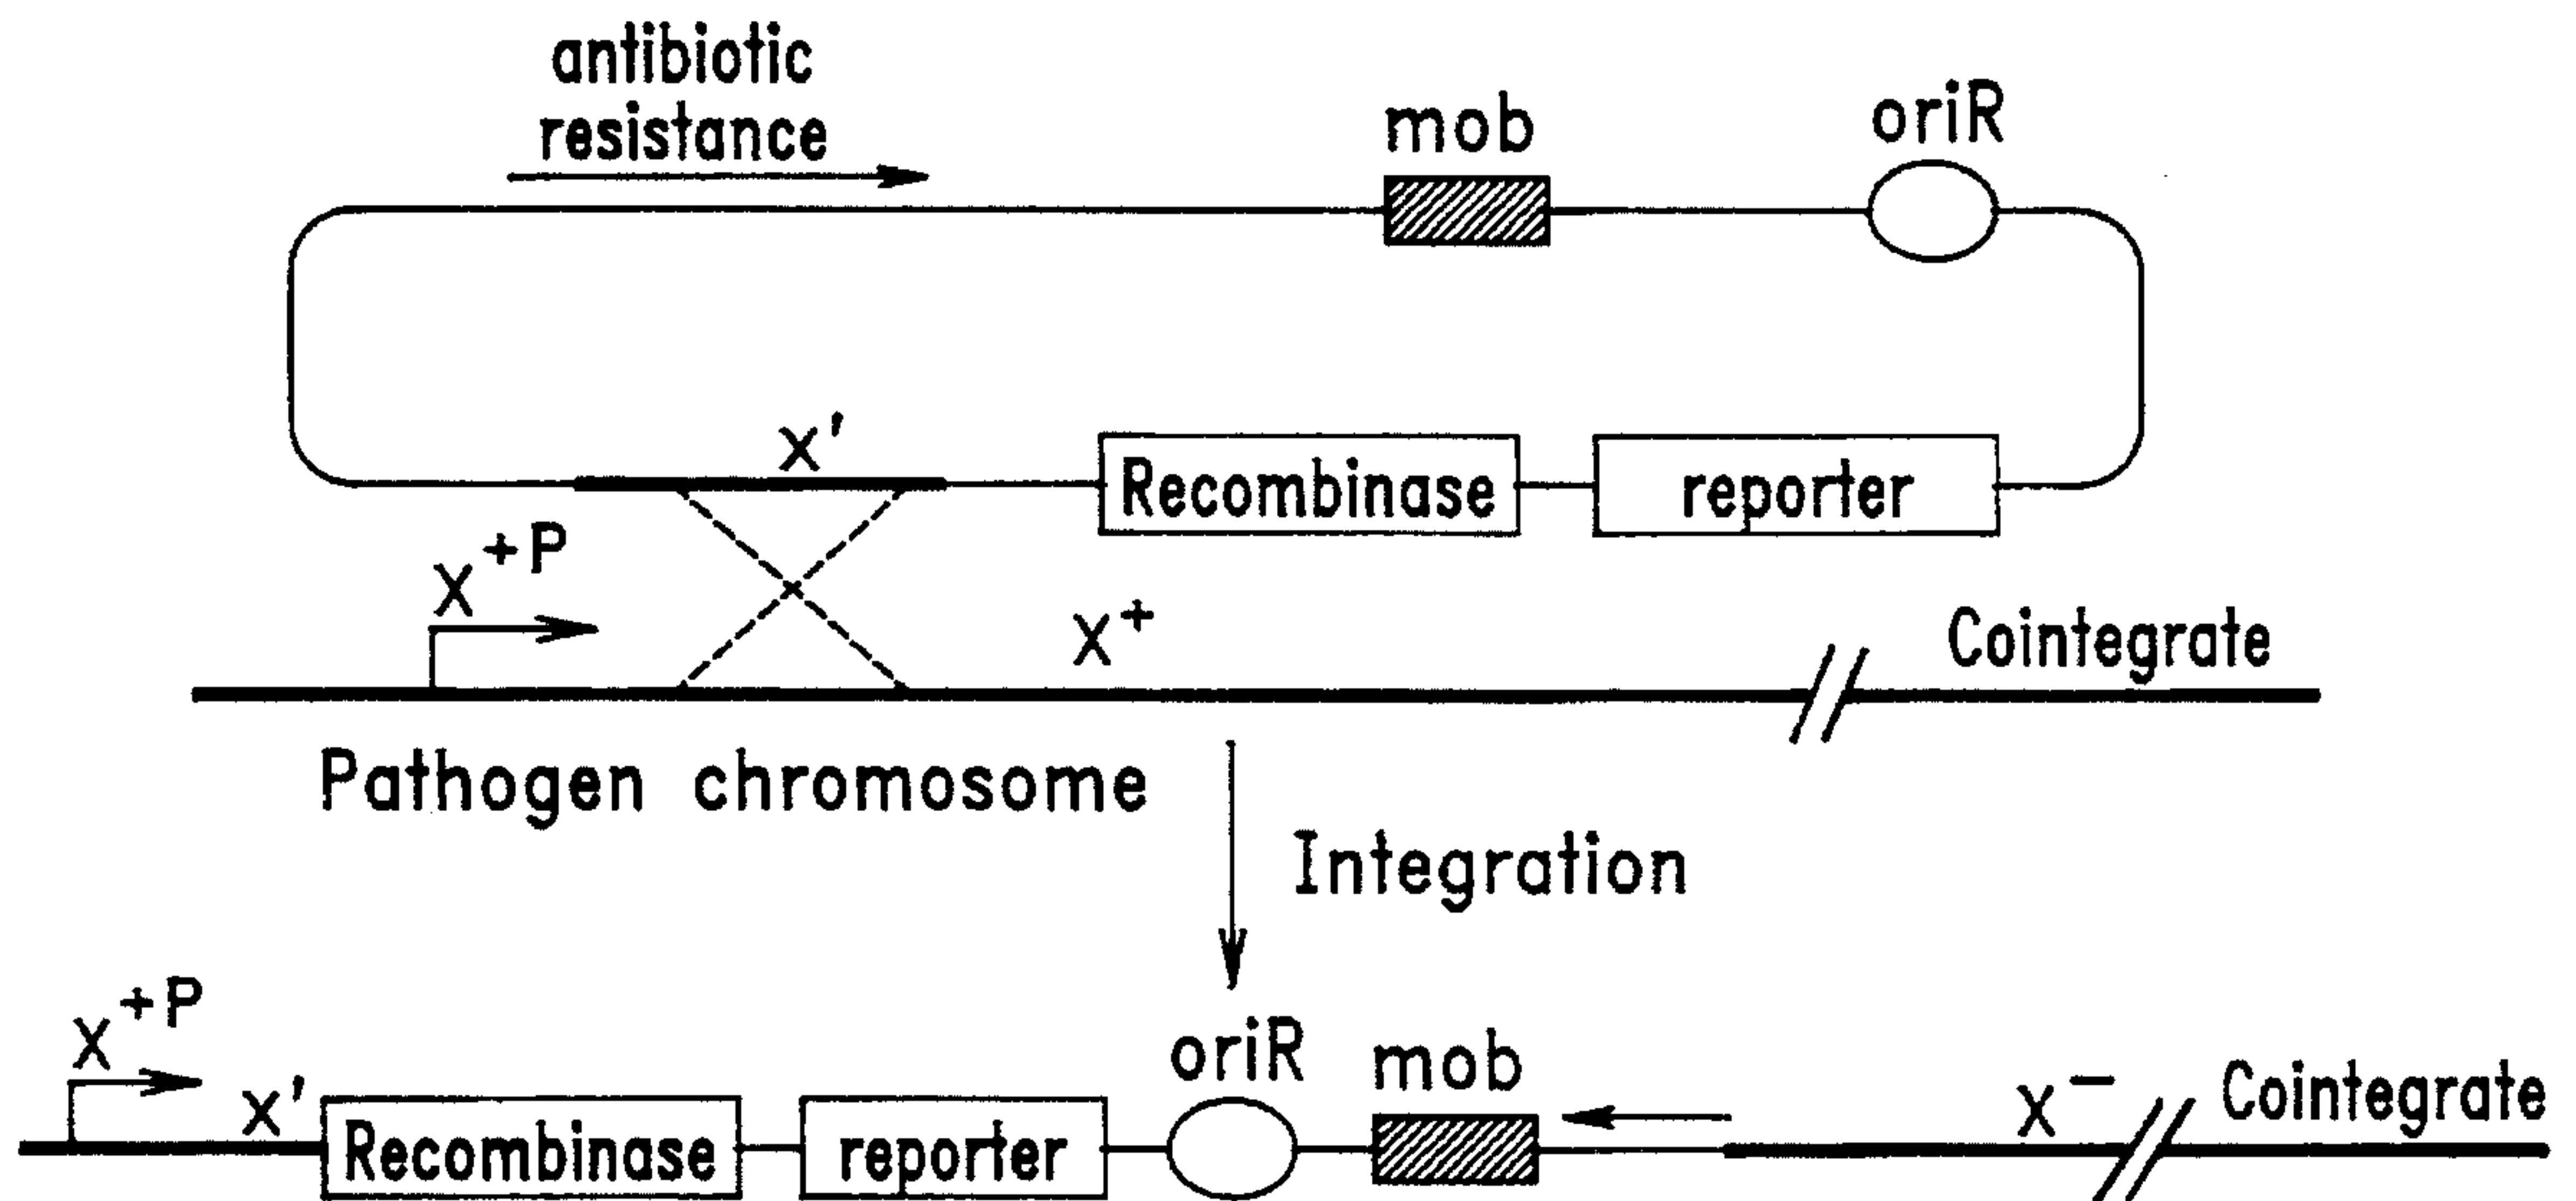 antibiotic
resistance
mob
oriR
x'
Recombinase
reporter
x+P
x+
Cointegrate
Pathogen chromosome
Integration
x+P
x'
Recombinase
reporter
oriR
mob
x−
Cointegrate